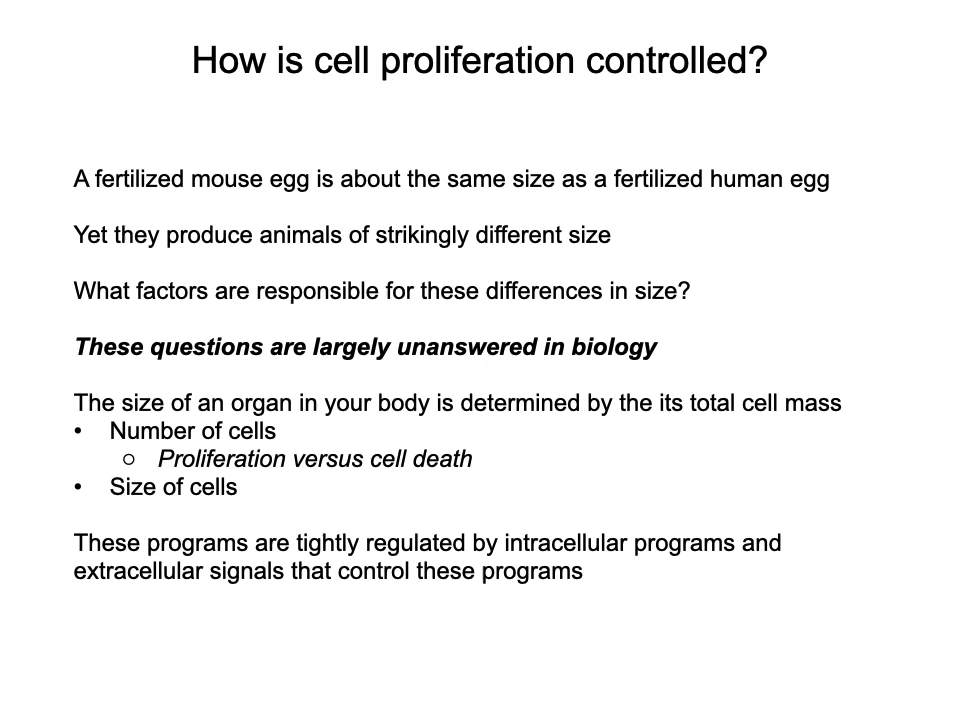 How is cell proliferation controlled?
A fertilized mouse egg is about the same size as a fertilized human egg
Yet they produce animals of strikingly different size
What factors are responsible for these differences in size?
These questions are largely unanswered in biology
The size of an organ in your body is determined by the its total cell mass
• Number of cells
○ Proliferation versus cell death
• Size of cells
These programs are tightly regulated by intracellular programs and
extracellular signals that control these programs